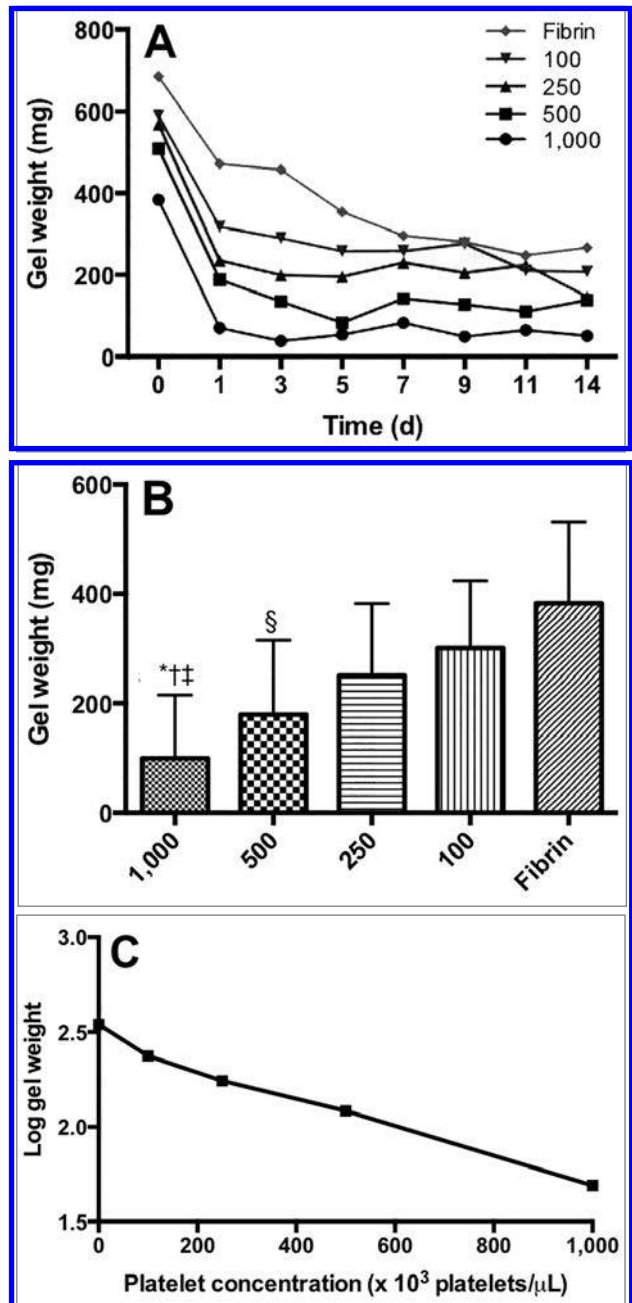 A
Fibrin
100
250
500
1,000
800
600
400
200
0
Gel weight (mg)
0 1 3 5 7 9 11 14
Time (d)
B
600
400
200
0
Gel weight (mg)
*†‡
§
1,000 500 250 100 Fibrin
C
3.0
2.5
2.0
1.5
Log gel weight
0 200 400 600 800 1,000
Platelet concentration (x 10³ platelets/μL)